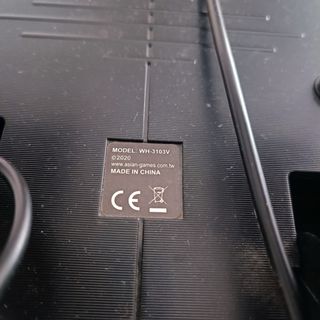 MODEL: WH-3103V
©2020
www.asian-games.com.tw
MADE IN CHINA
CE